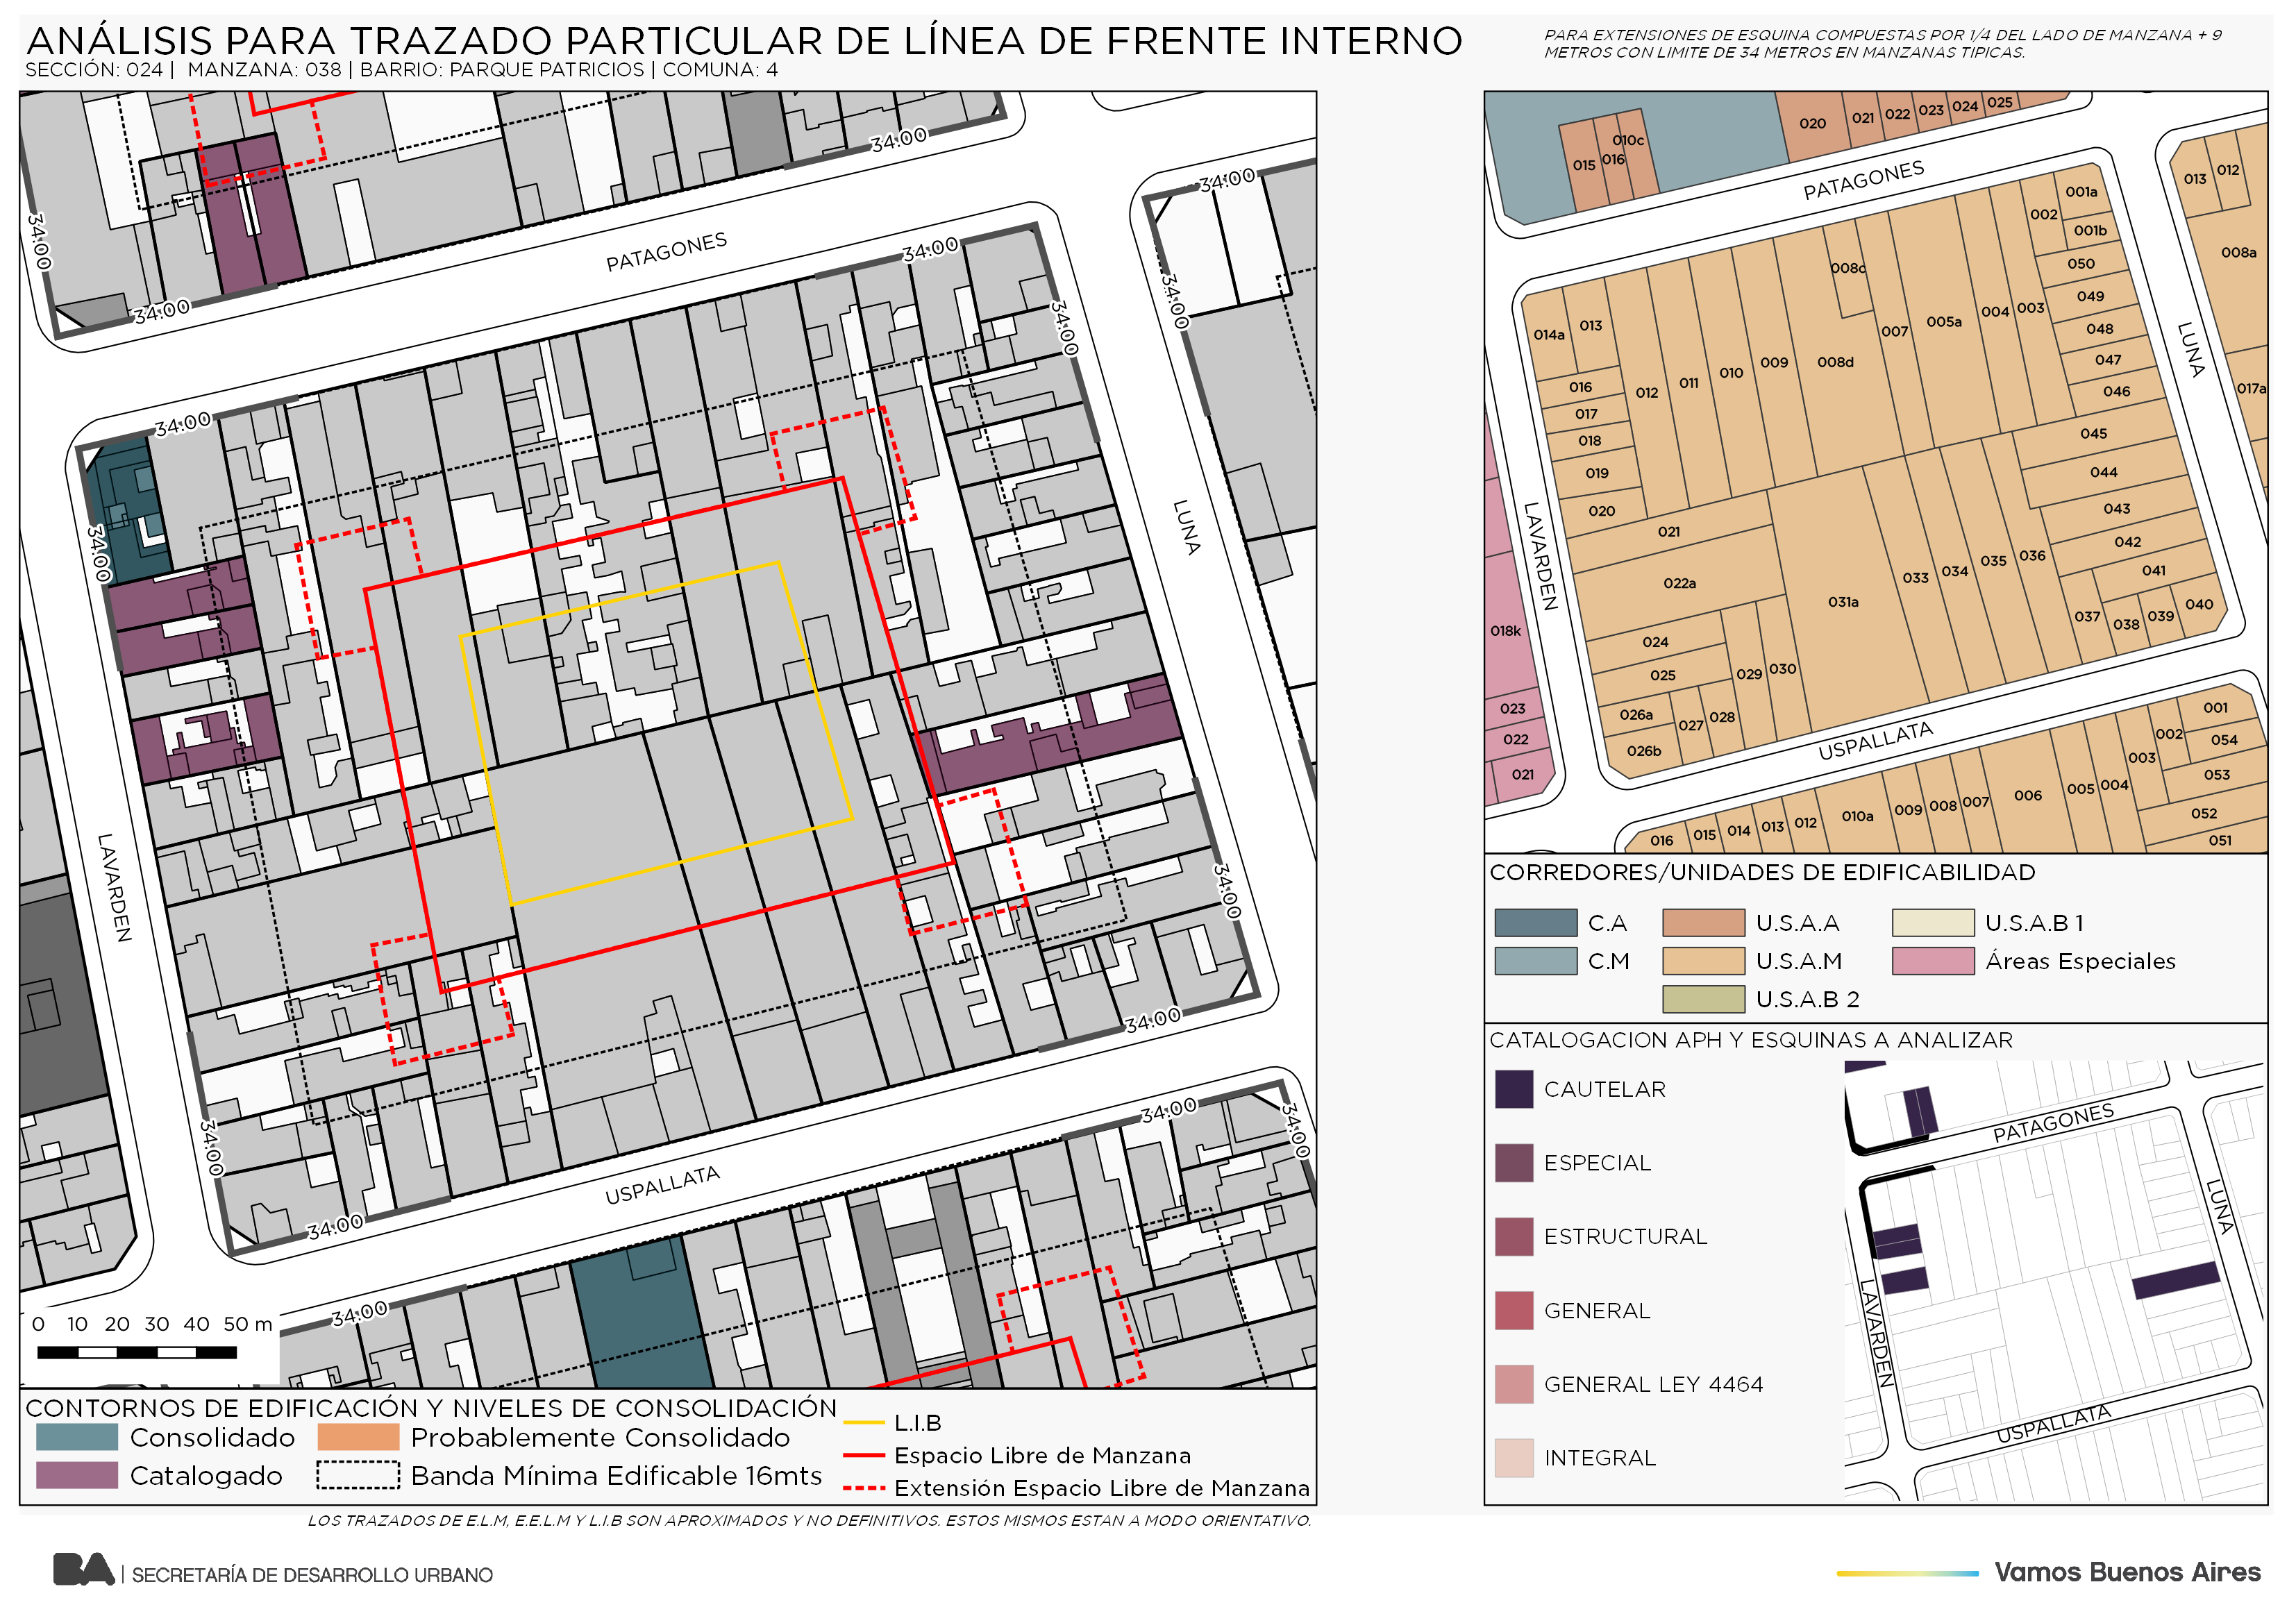 ANÁLISIS PARA TRAZADO PARTICULAR DE LÍNEA DE FRENTE INTERNO
SECCIÓN: 024 | MANZANA: 038 | BARRIO: PARQUE PATRICIOS | COMUNA: 4
PARA EXTENSIONES DE ESQUINA COMPUESTAS POR 1/4 DEL LADO DE MANZANA + 9
METROS CON LIMITE DE 34 METROS EN MANZANAS TIPICAS.
34.00
34.00
34.00
34.00
34.00
PATAGONES
34.00
34.00
34.00
34.00
LUNA
LAVARDEN
34.00
34.00
34.00
34.00
USPALLATA
34.00
34.00
34.00
0 10 20 30 40 50 m
CONTORNOS DE EDIFICACIÓN Y NIVELES DE CONSOLIDACIÓN
Consolidado
Probablemente Consolidado
Catalogado
Banda Mínima Edificable 16mts
L.I.B
Espacio Libre de Manzana
Extensión Espacio Libre de Manzana
LOS TRAZADOS DE E.L.M, E.E.L.M Y L.I.B SON APROXIMADOS Y NO DEFINITIVOS. ESTOS MISMOS ESTAN A MODO ORIENTATIVO.
015 016 010c 020 021 022 023 024 025
PATAGONES
013 012
008a
017a
LUNA
001a
002
001b
050
049
048
047
046
045
044
043
042
041
040
039
038
037
014a 013 012 011 010 009 008c 008d 007 005a 004 003
016
017
018
019
020
021
022a
024
025
026a
026b
027 028 029 030 031a 033 034 035 036
LAVARDEN
018k
023
022
021
USPALLATA
016 015 014 013 012 010a 009 008 007 006 005 004 003 002
001
054
053
052
051
CORREDORES/UNIDADES DE EDIFICABILIDAD
C.A
U.S.A.A
U.S.A.B 1
C.M
U.S.A.M
Áreas Especiales
U.S.A.B 2
CATALOGACION APH Y ESQUINAS A ANALIZAR
CAUTELAR
ESPECIAL
ESTRUCTURAL
GENERAL
GENERAL LEY 4464
INTEGRAL
PATAGONES
LUNA
LAVARDEN
USPALLATA
BA | SECRETARÍA DE DESARROLLO URBANO
Vamos Buenos Aires